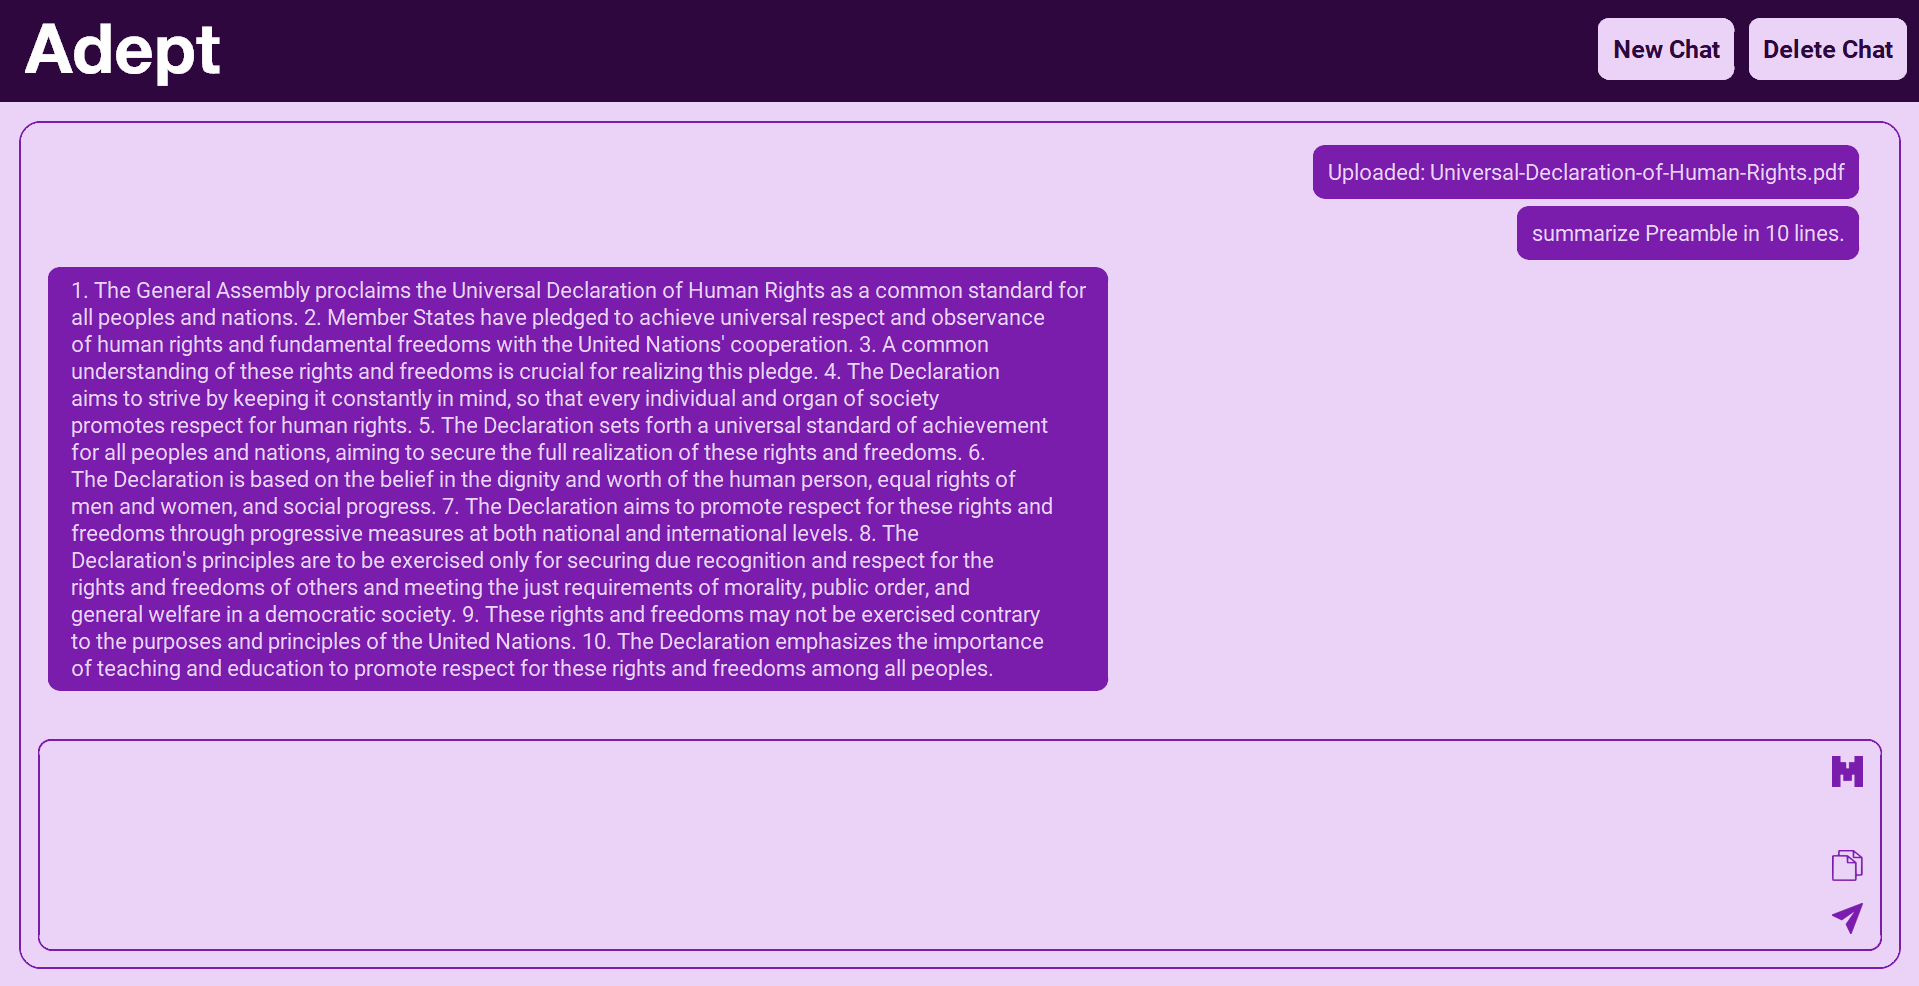 Adept
New Chat
Delete Chat
Uploaded: Universal-Declaration-of-Human-Rights.pdf
summarize Preamble in 10 lines.
1. The General Assembly proclaims the Universal Declaration of Human Rights as a common standard for
all peoples and nations. 2. Member States have pledged to achieve universal respect and observance
of human rights and fundamental freedoms with the United Nations' cooperation. 3. A common
understanding of these rights and freedoms is crucial for realizing this pledge. 4. The Declaration
aims to strive by keeping it constantly in mind, so that every individual and organ of society
promotes respect for human rights. 5. The Declaration sets forth a universal standard of achievement
for all peoples and nations, aiming to secure the full realization of these rights and freedoms. 6.
The Declaration is based on the belief in the dignity and worth of the human person, equal rights of
men and women, and social progress. 7. The Declaration aims to promote respect for these rights and
freedoms through progressive measures at both national and international levels. 8. The
Declaration's principles are to be exercised only for securing due recognition and respect for the
rights and freedoms of others and meeting the just requirements of morality, public order, and
general welfare in a democratic society. 9. These rights and freedoms may not be exercised contrary
to the purposes and principles of the United Nations. 10. The Declaration emphasizes the importance
of teaching and education to promote respect for these rights and freedoms among all peoples.